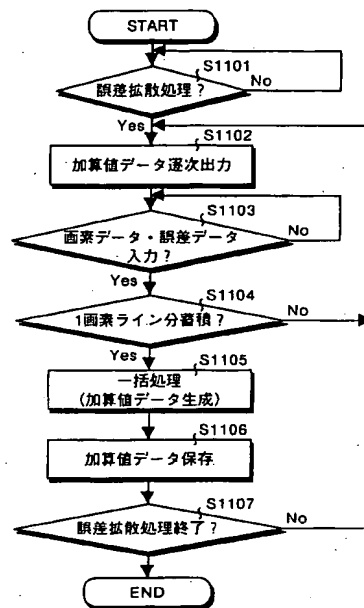 START
S1101
誤差拡散処理?
No
Yes
S1102
加算値データ逐次出力
S1103
画素データ・誤差データ
入力?
No
Yes
S1104
1画素ライン分蓄積?
No
Yes
S1105
一括処理
(加算値データ生成)
S1106
加算値データ保存
S1107
誤差拡散処理終了?
No
Yes
END